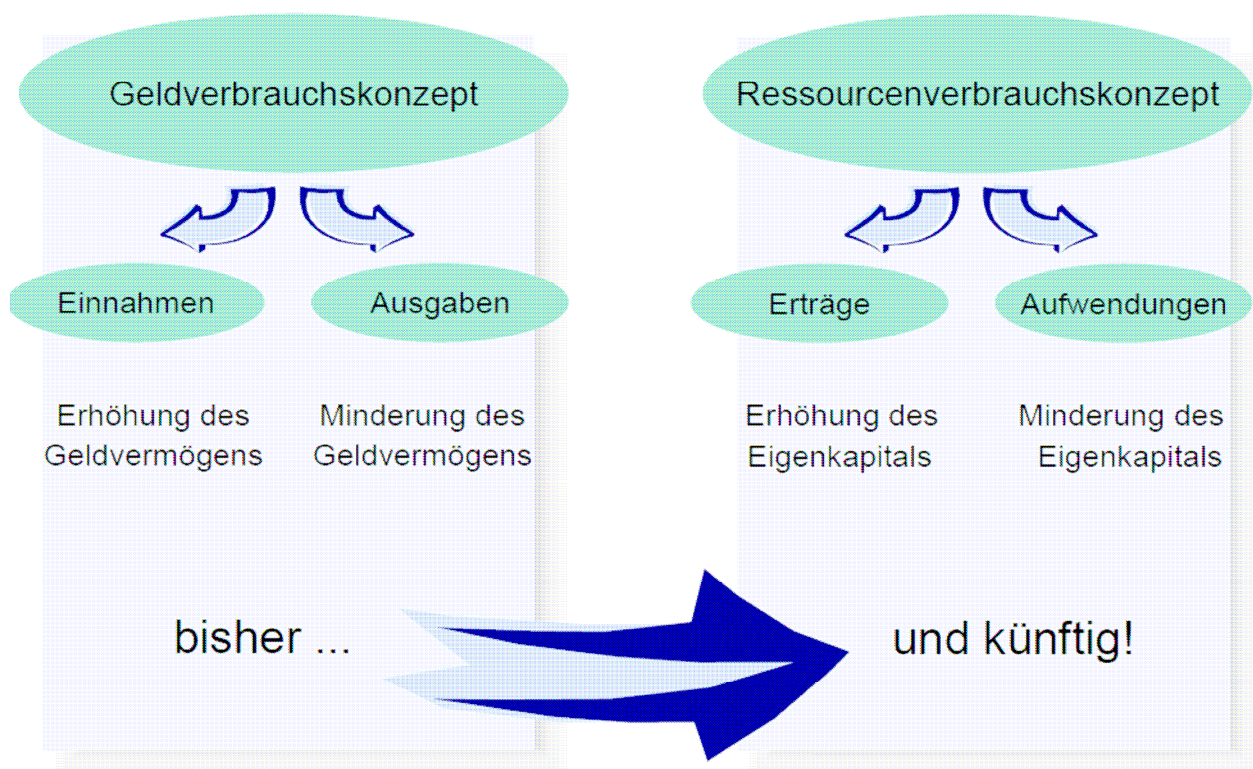 Geldverbrauchskonzept
Einnahmen
Ausgaben
Erhöhung des
Geldvermögens
Minderung des
Geldvermögens
bisher ...
Ressourcenverbrauchskonzept
Erträge
Aufwendungen
Erhöhung des
Eigenkapitals
Minderung des
Eigenkapitals
und künftig!